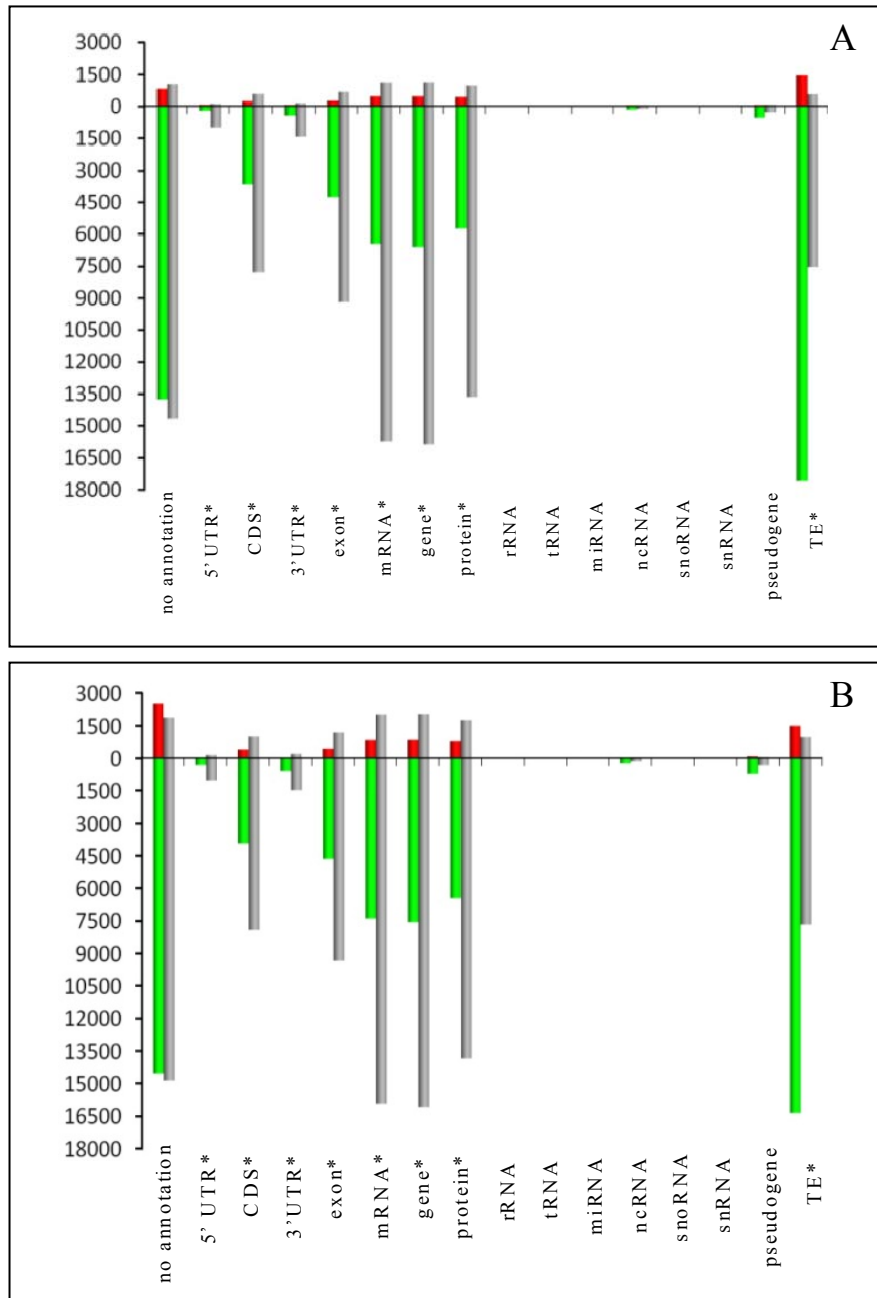 A
3000
1500
0
1500
3000
4500
6000
7500
9000
10500
12000
13500
15000
16500
18000
no annotation
5’UTR*
CDS*
3’UTR*
exon*
mRNA*
gene*
protein*
rRNA
tRNA
miRNA
ncRNA
snoRNA
snRNA
pseudogene
TE*
B
3000
1500
0
1500
3000
4500
6000
7500
9000
10500
12000
13500
15000
16500
18000
no annotation
5’ UTR*
CDS*
3’UTR*
exon*
mRNA*
gene*
protein*
rRNA
tRNA
miRNA
ncRNA
snoRNA
snRNA
pseudogene
TE*